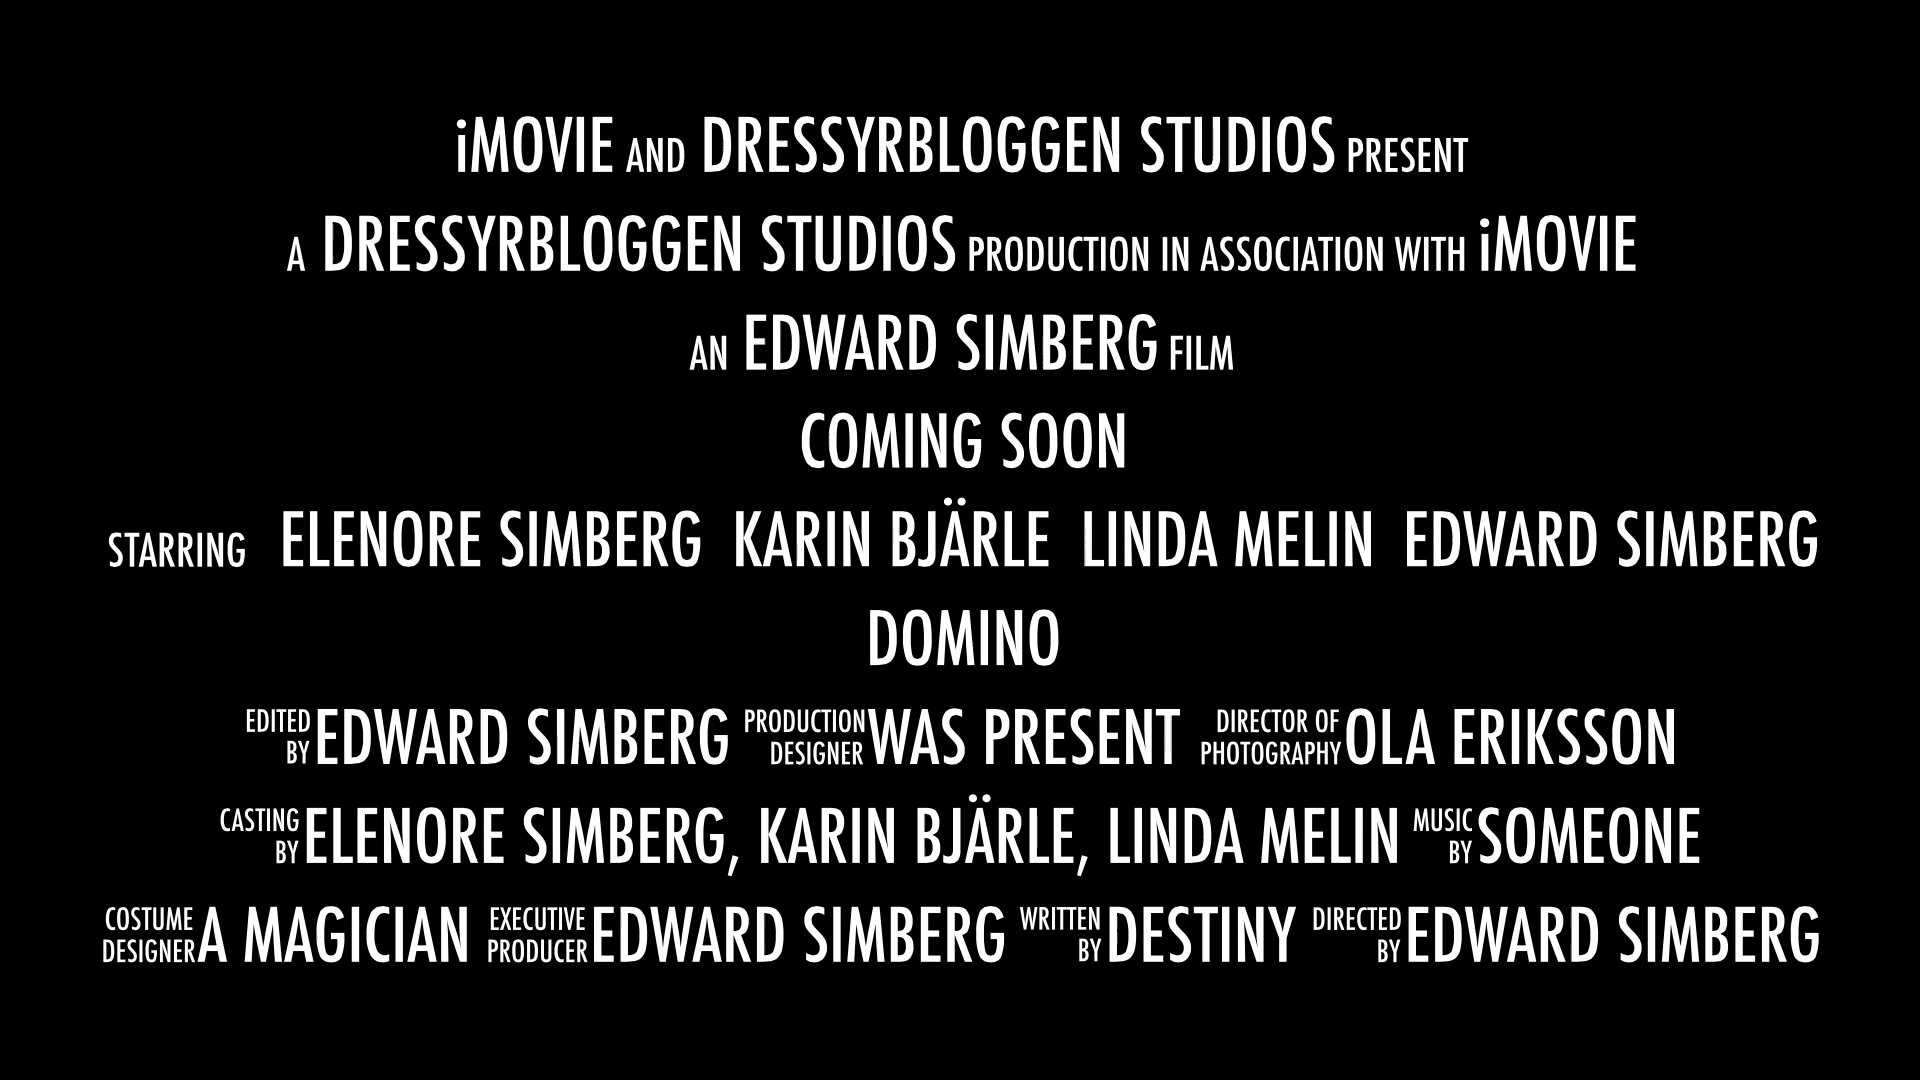 iMOVIE AND DRESSYRBLOGGEN STUDIOS PRESENT
A DRESSYRBLOGGEN STUDIOS PRODUCTION IN ASSOCIATION WITH iMOVIE
AN EDWARD SIMBERG FILM
COMING SOON
STARRING ELENORE SIMBERG KARIN BJÄRLE LINDA MELIN EDWARD SIMBERG
DOMINO
EDITED BY EDWARD SIMBERG PRODUCTION DESIGNER WAS PRESENT DIRECTOR OF PHOTOGRAPHY OLA ERIKSSON
CASTING BY ELENORE SIMBERG, KARIN BJÄRLE, LINDA MELIN MUSIC BY SOMEONE
COSTUME DESIGNER A MAGICIAN EXECUTIVE PRODUCER EDWARD SIMBERG WRITTEN BY DESTINY DIRECTED BY EDWARD SIMBERG